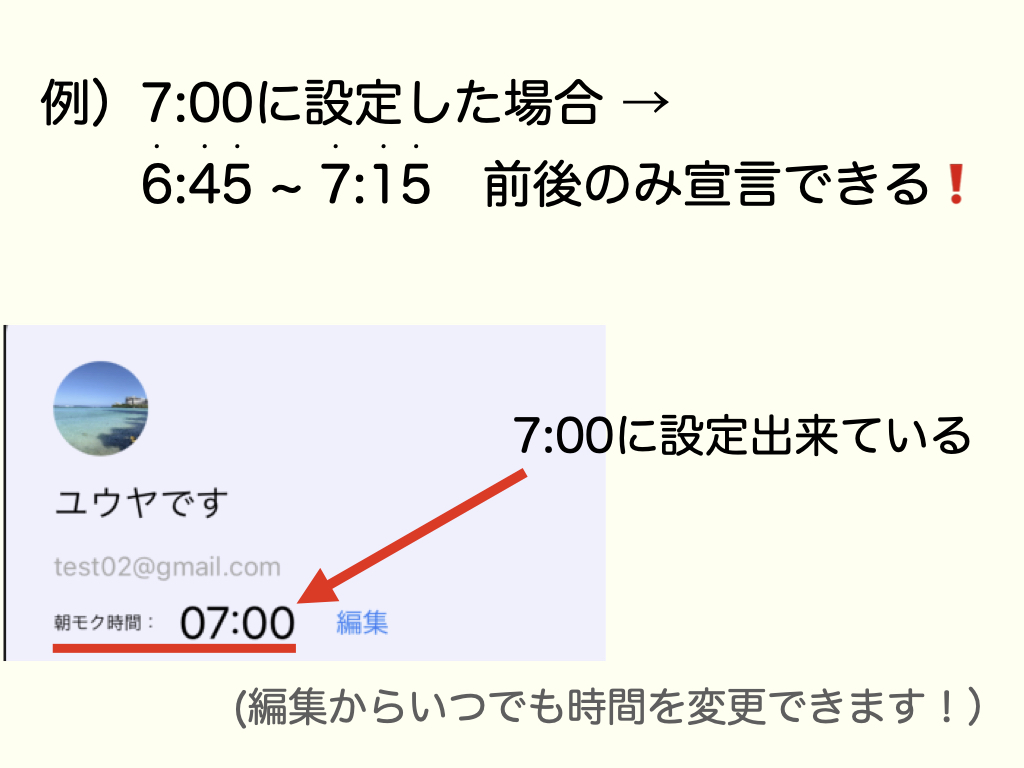 例）7:00に設定した場合 →
6:45 ~ 7:15　前後のみ宣言できる❗
7:00に設定出来ている
ユウヤです
test02@gmail.com
朝モク時間： 07:00 編集
(編集からいつでも時間を変更できます！）